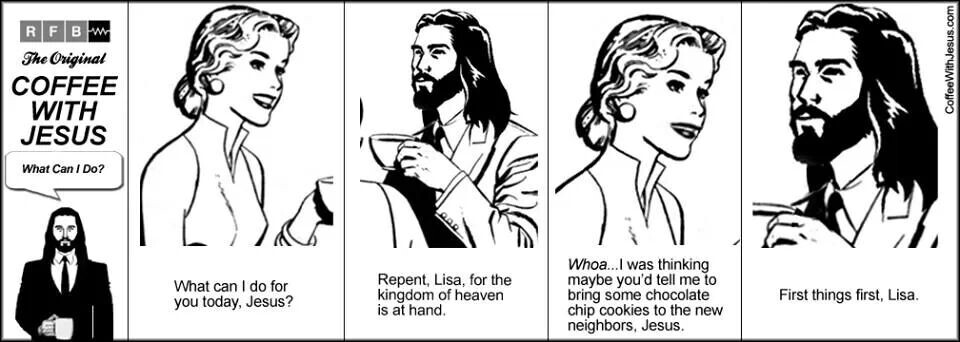 RFB
The Original
COFFEE
WITH
JESUS
What Can I Do?
What can I do for
you today, Jesus?
Repent, Lisa, for the
kingdom of heaven
is at hand.
Whoa...I was thinking
maybe you'd tell me to
bring some chocolate
chip cookies to the new
neighbors, Jesus.
First things first, Lisa.
CoffeeWithJesus.com